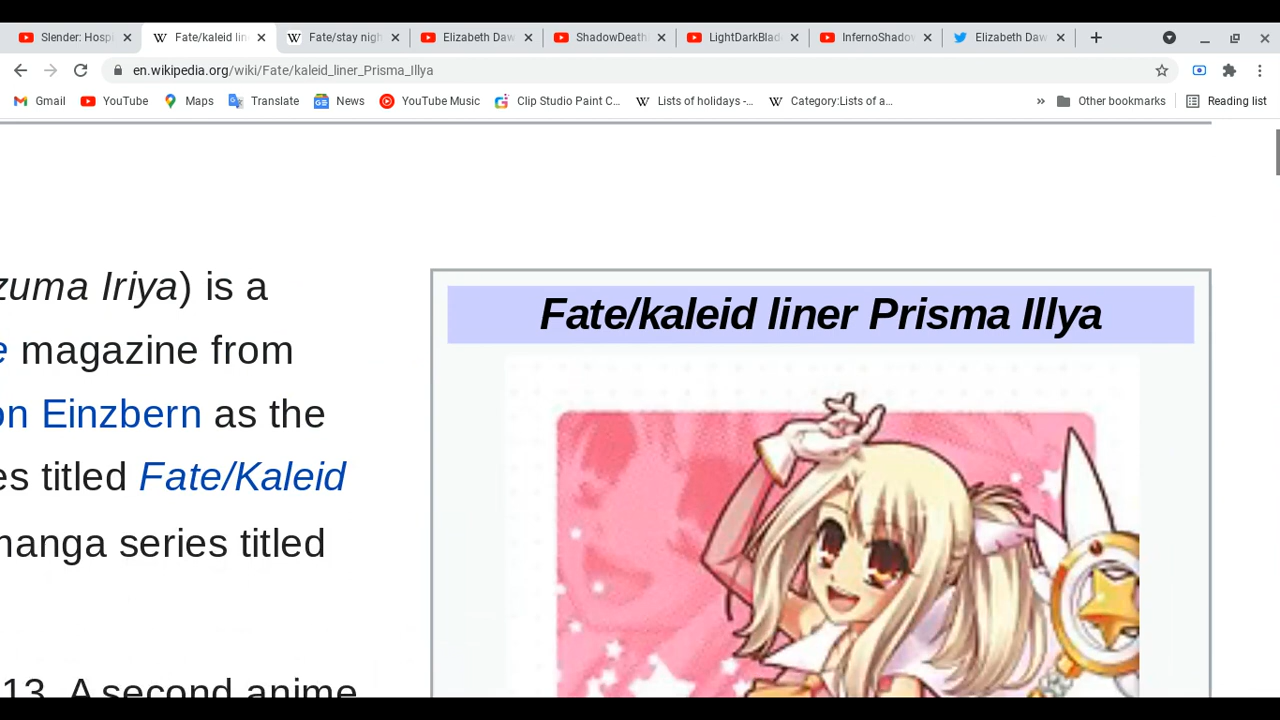 Slender: Hosp
Fate/kaleid lin
Fate/stay nigh
Elizabeth Daw
ShadowDeath
LightDarkBlad
InfernoShadow
Elizabeth Daw
en.wikipedia.org/wiki/Fate/kaleid_liner_Prisma_Illya
Gmail YouTube Maps Translate News YouTube Music Clip Studio Paint C... Lists of holidays -... Category:Lists of a... » Other bookmarks Reading list
zuma Iriya) is a
e magazine from
on Einzbern as the
es titled Fate/Kaleid
manga series titled
13. A second anime
Fate/kaleid liner Prisma Illya